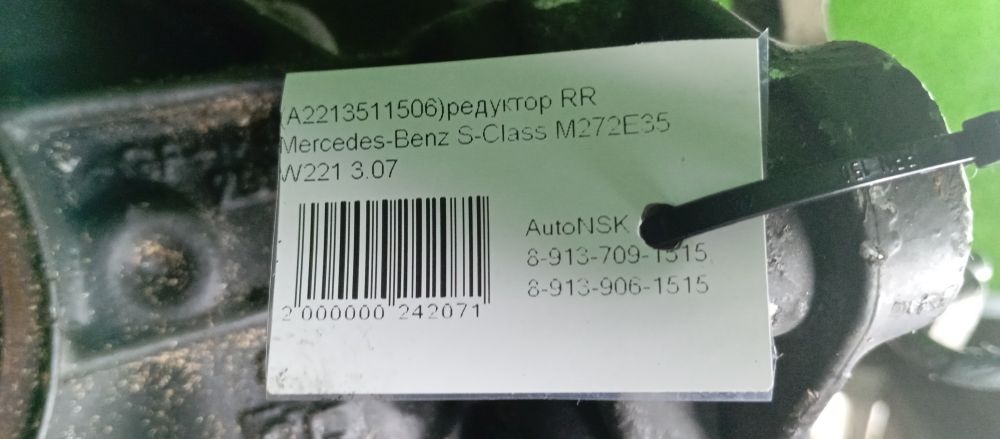 (A2213511506)редуктор RR
Mercedes-Benz S-Class M272E35
W221 3.07
AutoNSK
8-913-709-1515
8-913-906-1515
2 000000 242071